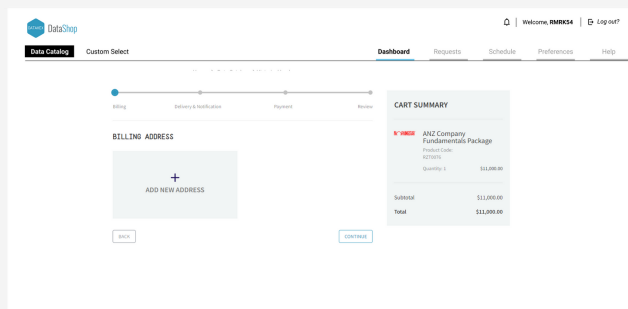 DataShop
Welcome, RMRK54
Log out?
Data Catalog
Custom Select
Dashboard
Requests
Schedule
Preferences
Help
Billing
Delivery & Notification
Payment
Review
BILLING ADDRESS
+
ADD NEW ADDRESS
BACK
CONTINUE
CART SUMMARY
ANZ Company
Fundamentals Package
Product Code:
Quantity:
$11,000.00
Subtotal
$11,000.00
Total
$11,000.00